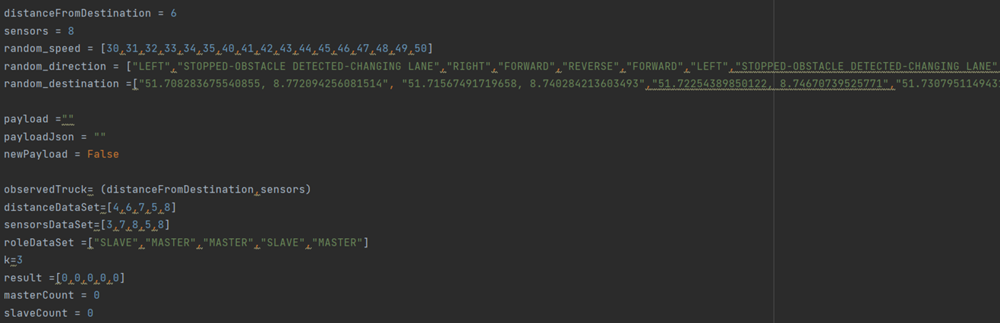 distanceFromDestination = 6
sensors = 8
random_speed = [30,31,32,33,34,35,40,41,42,43,44,45,46,47,48,49,50]
random_direction = ["LEFT","STOPPED-OBSTACLE DETECTED-CHANGING LANE","RIGHT","FORWARD","REVERSE","FORWARD","LEFT","STOPPED-OBSTACLE DETECTED-CHANGING LANE"
random_destination =["51.708283675540855, 8.772094256081514", "51.71567491719658, 8.740284213603493","51.72254389850122, 8.74670739525771","51.7307951149431
payload =""
payloadJson = ""
newPayload = False
observedTruck= (distanceFromDestination,sensors)
distanceDataSet=[4,6,7,5,8]
sensorsDataSet=[3,7,8,5,8]
roleDataSet =["SLAVE","MASTER","MASTER","SLAVE","MASTER"]
k=3
result =[0,0,0,0,0]
masterCount = 0
slaveCount = 0